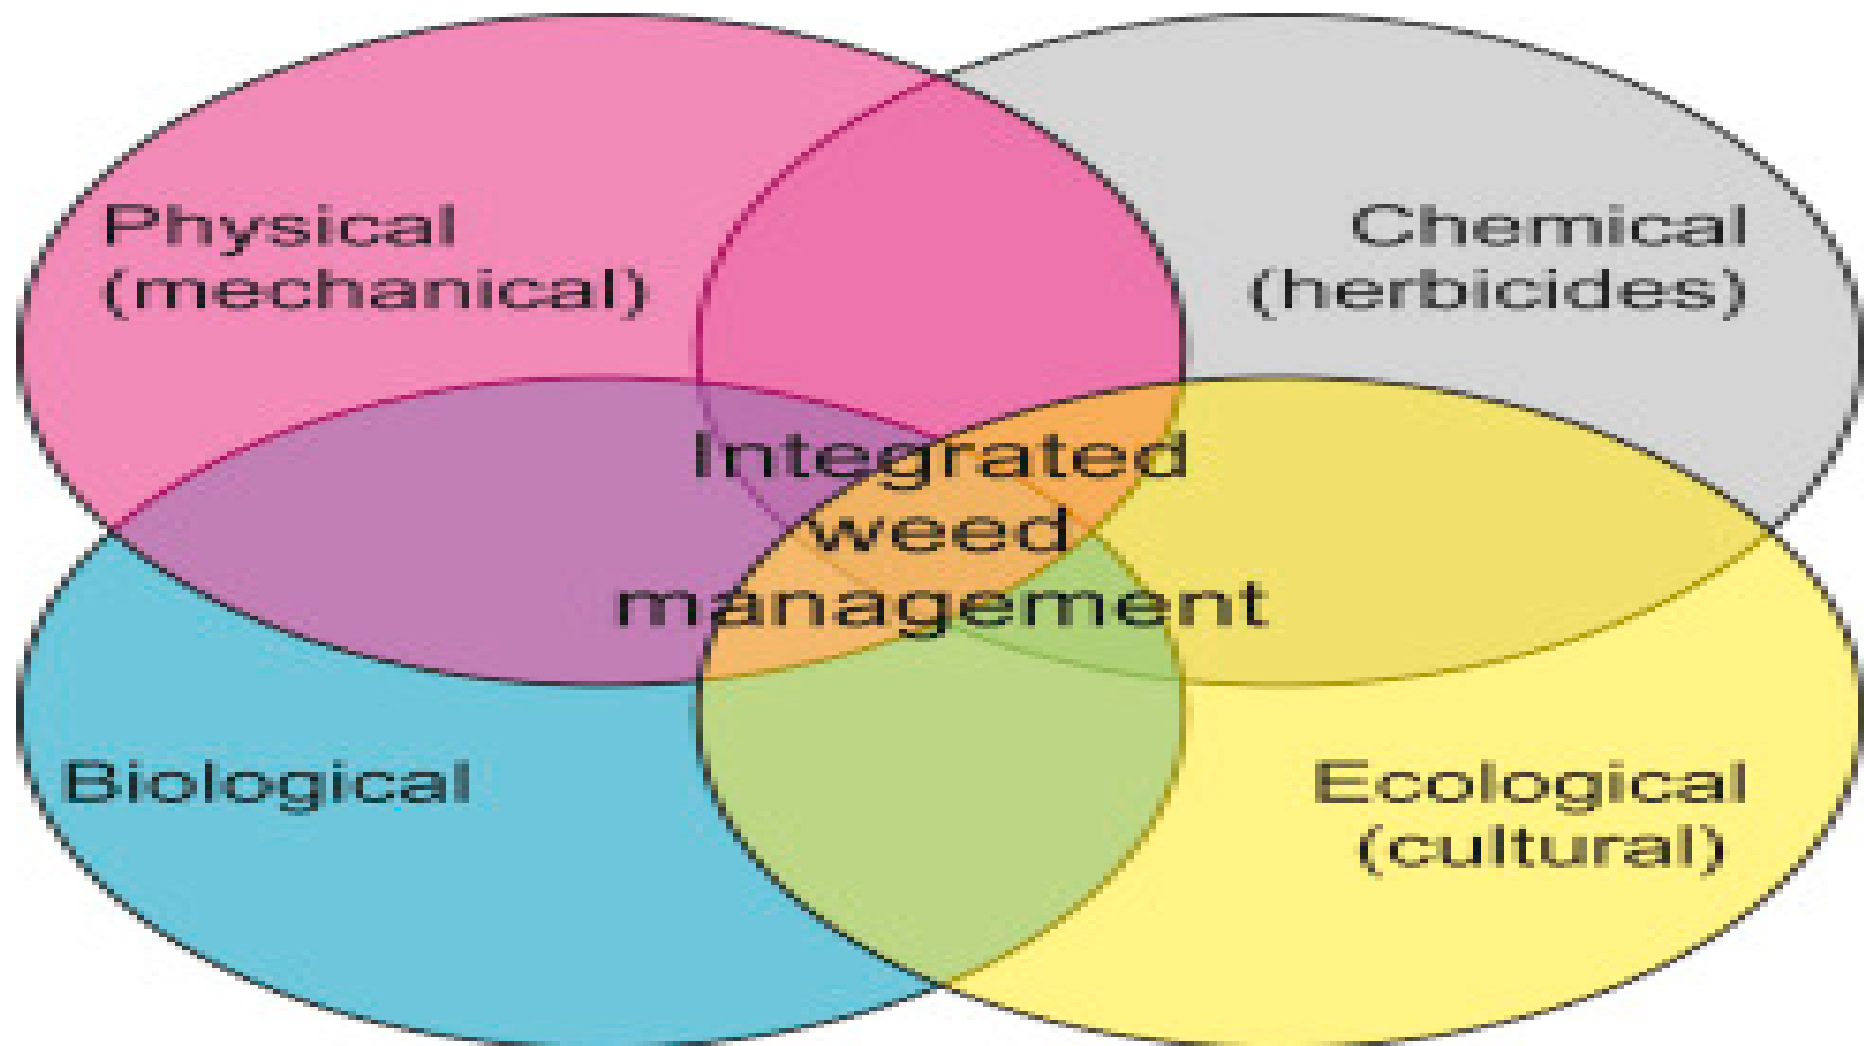 Physical
(mechanical)
Chemical
(herbicides)
Integrated
weed
management
Biological
Ecological
(cultural)